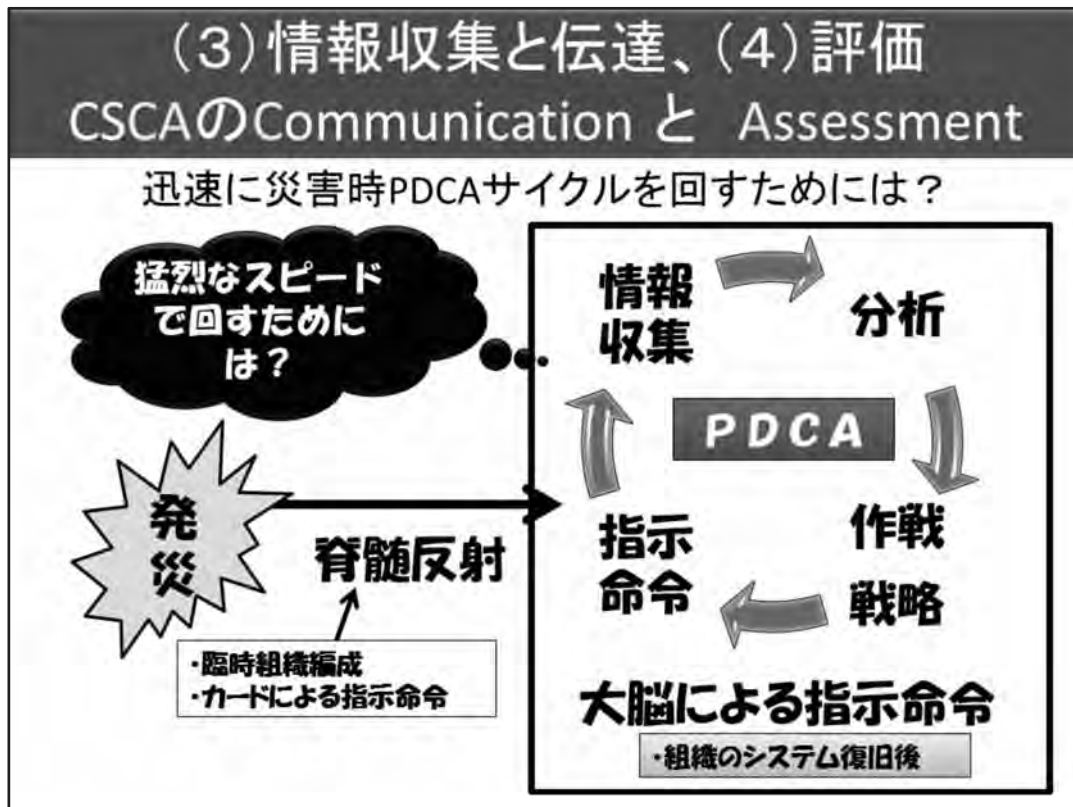 （３）情報収集と伝達、（４）評価
CSCAのCommunication と Assessment
迅速に災害時PDCAサイクルを回すためには？
猛烈なスピード
で回すために
は？
発
災
脊髄反射
・臨時組織編成
・カードによる指示命令
情報
収集
分析
PDCA
作戦
戦略
指示
命令
大脳による指示命令
・組織のシステム復旧後